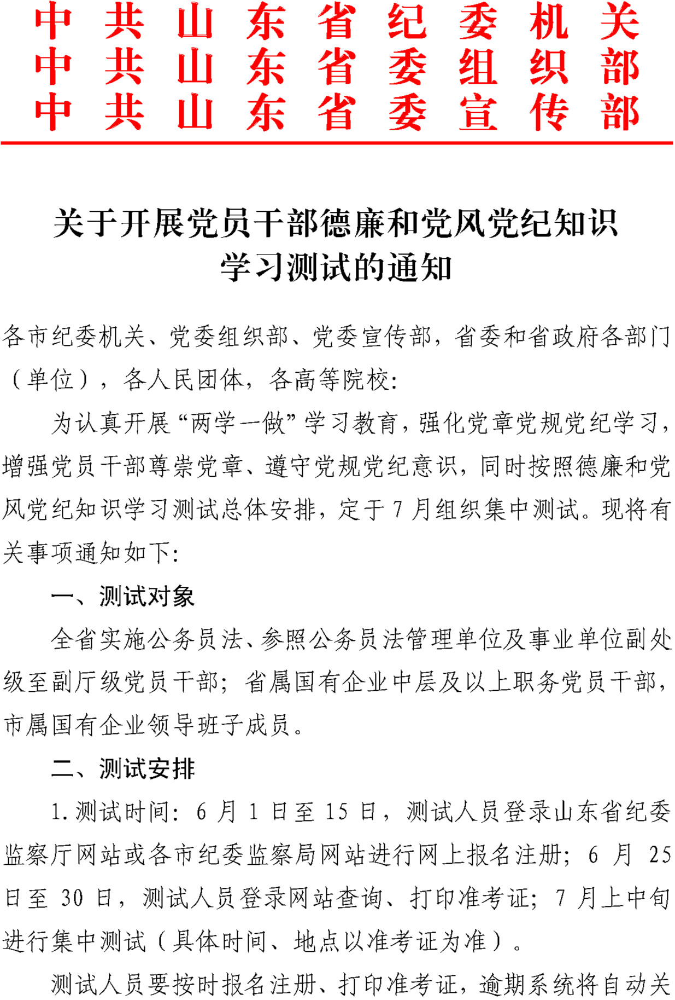 中共山东省纪委机关
中共山东省委组织部
中共山东省委宣传部
关于开展党员干部德廉和党风党纪知识
学习测试的通知
各市纪委机关、党委组织部、党委宣传部，省委和省政府各部门
（单位），各人民团体，各高等院校：
为认真开展“两学一做”学习教育，强化党章党规党纪学习，
增强党员干部尊崇党章、遵守党规党纪意识，同时按照德廉和党
风党纪知识学习测试总体安排，定于 7 月组织集中测试。现将有
关事项通知如下：
一、测试对象
全省实施公务员法、参照公务员法管理单位及事业单位副处
级至副厅级党员干部；省属国有企业中层及以上职务党员干部，
市属国有企业领导班子成员。
二、测试安排
1.测试时间：6 月 1 日至 15 日，测试人员登录山东省纪委
监察厅网站或各市纪委监察局网站进行网上报名注册；6 月 25
日至 30 日，测试人员登录网站查询、打印准考证；7 月上中旬
进行集中测试（具体时间、地点以准考证为准）。
测试人员要按时报名注册、打印准考证，逾期系统将自动关